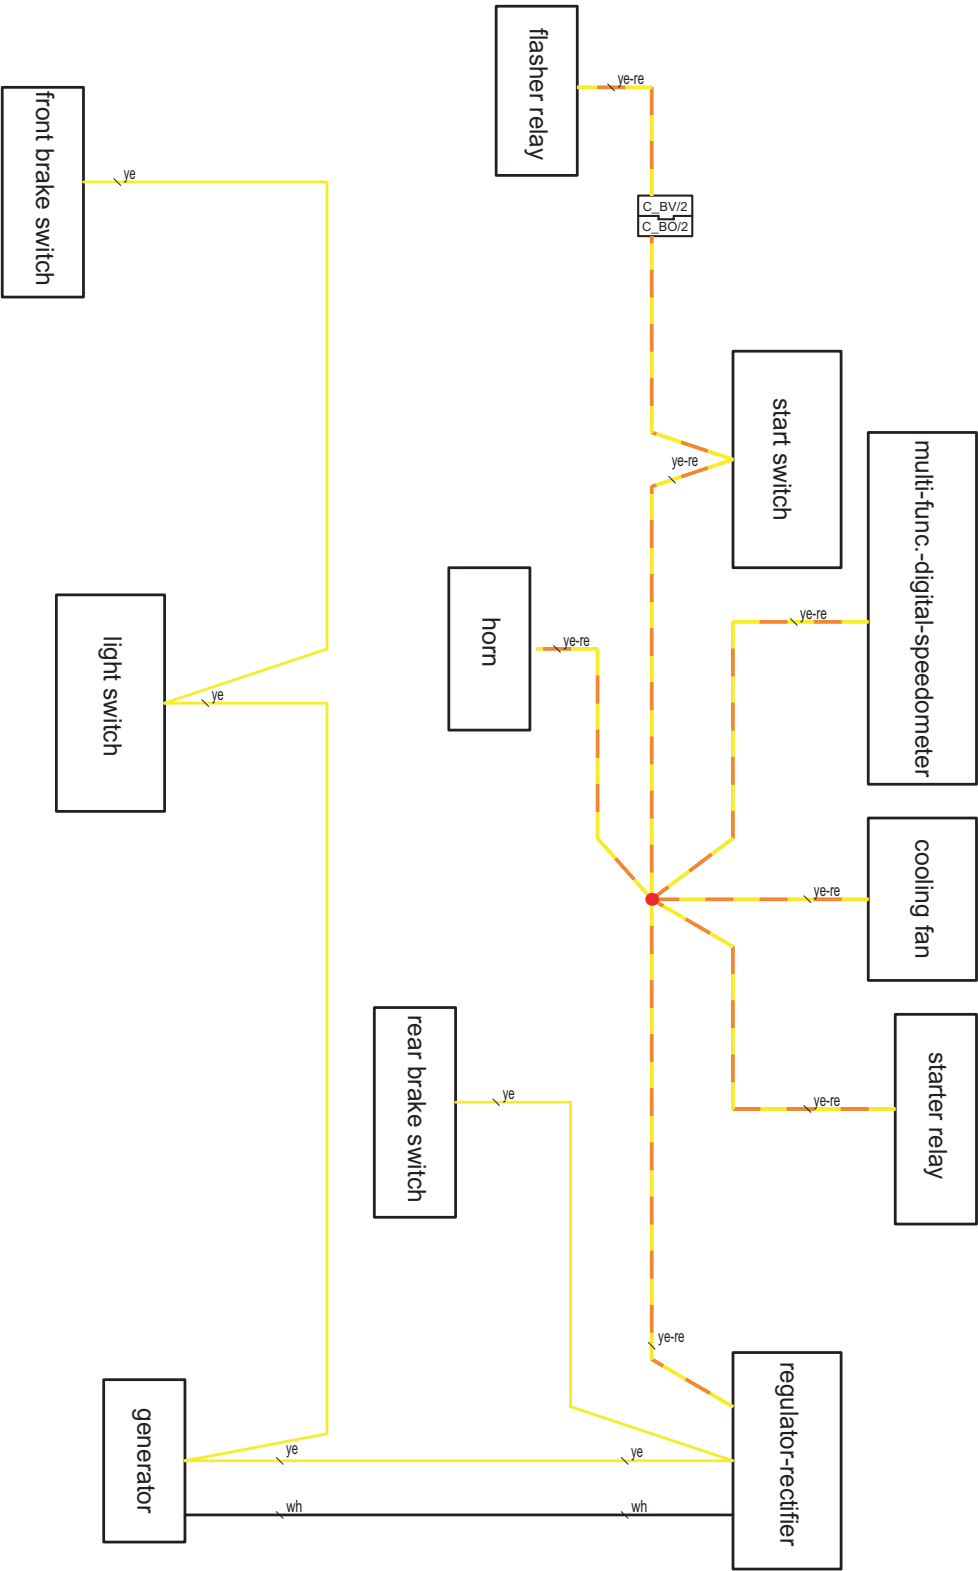 flasher relay
ye-re
front brake switch
ye
C_BV/2
C_BO/2
start switch
ye-re
multi-func.-digital-speedometer
ye-re
horn
ye-re
light switch
ye
cooling fan
ye-re
starter relay
ye-re
rear brake switch
ye
ye-re
regulator-rectifier
generator
ye
ye
wh
wh